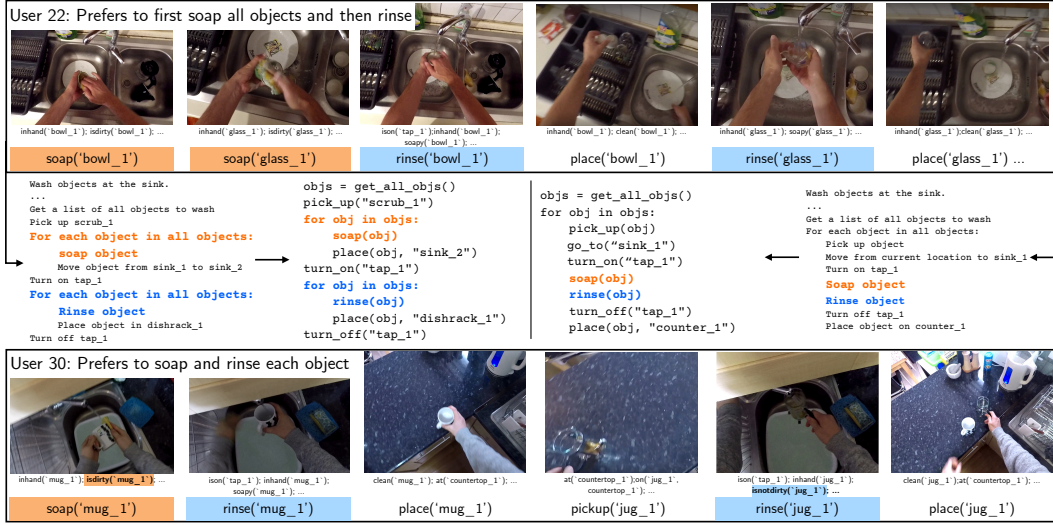 User 22: Prefers to first soap all objects and then rinse
inhand(`bowl_1`); isdirty(`bowl_1`); ...
inhand(`glass_1`); isdirty(`glass_1`); ...
ison(`tap_1`);inhand(`bowl_1`);
soapy(`bowl_1`); ...
inhand(`bowl_1`); clean(`bowl_1`); ...
inhand(`glass_1`); soapy(`glass_1`); ...
inhand(`glass_1`);clean(`glass_1`); ...
soap(‘bowl_1’)
soap(‘glass_1’)
rinse(‘bowl_1’)
place(‘bowl_1’)
rinse(‘glass_1’)
place(‘glass_1’) ...
Wash objects at the sink.
...
Get a list of all objects to wash
Pick up scrub_1
For each object in all objects:
soap object
Move object from sink_1 to sink_2
Turn on tap_1
For each object in all objects:
Rinse object
Place object in dishrack_1
Turn off tap_1
objs = get_all_objs()
pick_up("scrub_1")
for obj in objs:
soap(obj)
place(obj, "sink_2")
turn_on("tap_1")
for obj in objs:
rinse(obj)
place(obj, "dishrack_1")
turn_off("tap_1")
objs = get_all_objs()
for obj in objs:
pick_up(obj)
go_to("sink_1")
turn_on(“tap_1")
soap(obj)
rinse(obj)
turn_off("tap_1")
place(obj, "counter_1")
Wash objects at the sink.
...
Get a list of all objects to wash
For each object in all objects:
Pick up object
Move from current location to sink_1
Turn on tap_1
Soap object
Rinse object
Turn off tap_1
Place object on counter_1
User 30: Prefers to soap and rinse each object
inhand(`mug_1`); isdirty(`mug_1`); ...
ison(`tap_1`); inhand(`mug_1`);
soapy(`mug_1`); ...
clean(`mug_1`); at(`countertop_1`); ...
at(`countertop_1`);on(`jug_1`,
countertop_1`); ...
ison(`tap_1`); inhand(`jug_1`);
isnotdirty(`jug_1`); ...
clean(`jug_1`);at(`countertop_1`); ...
soap(‘mug_1’)
rinse(‘mug_1’)
place(‘mug_1’)
pickup(‘jug_1’)
rinse(‘jug_1’)
place(‘jug_1’)